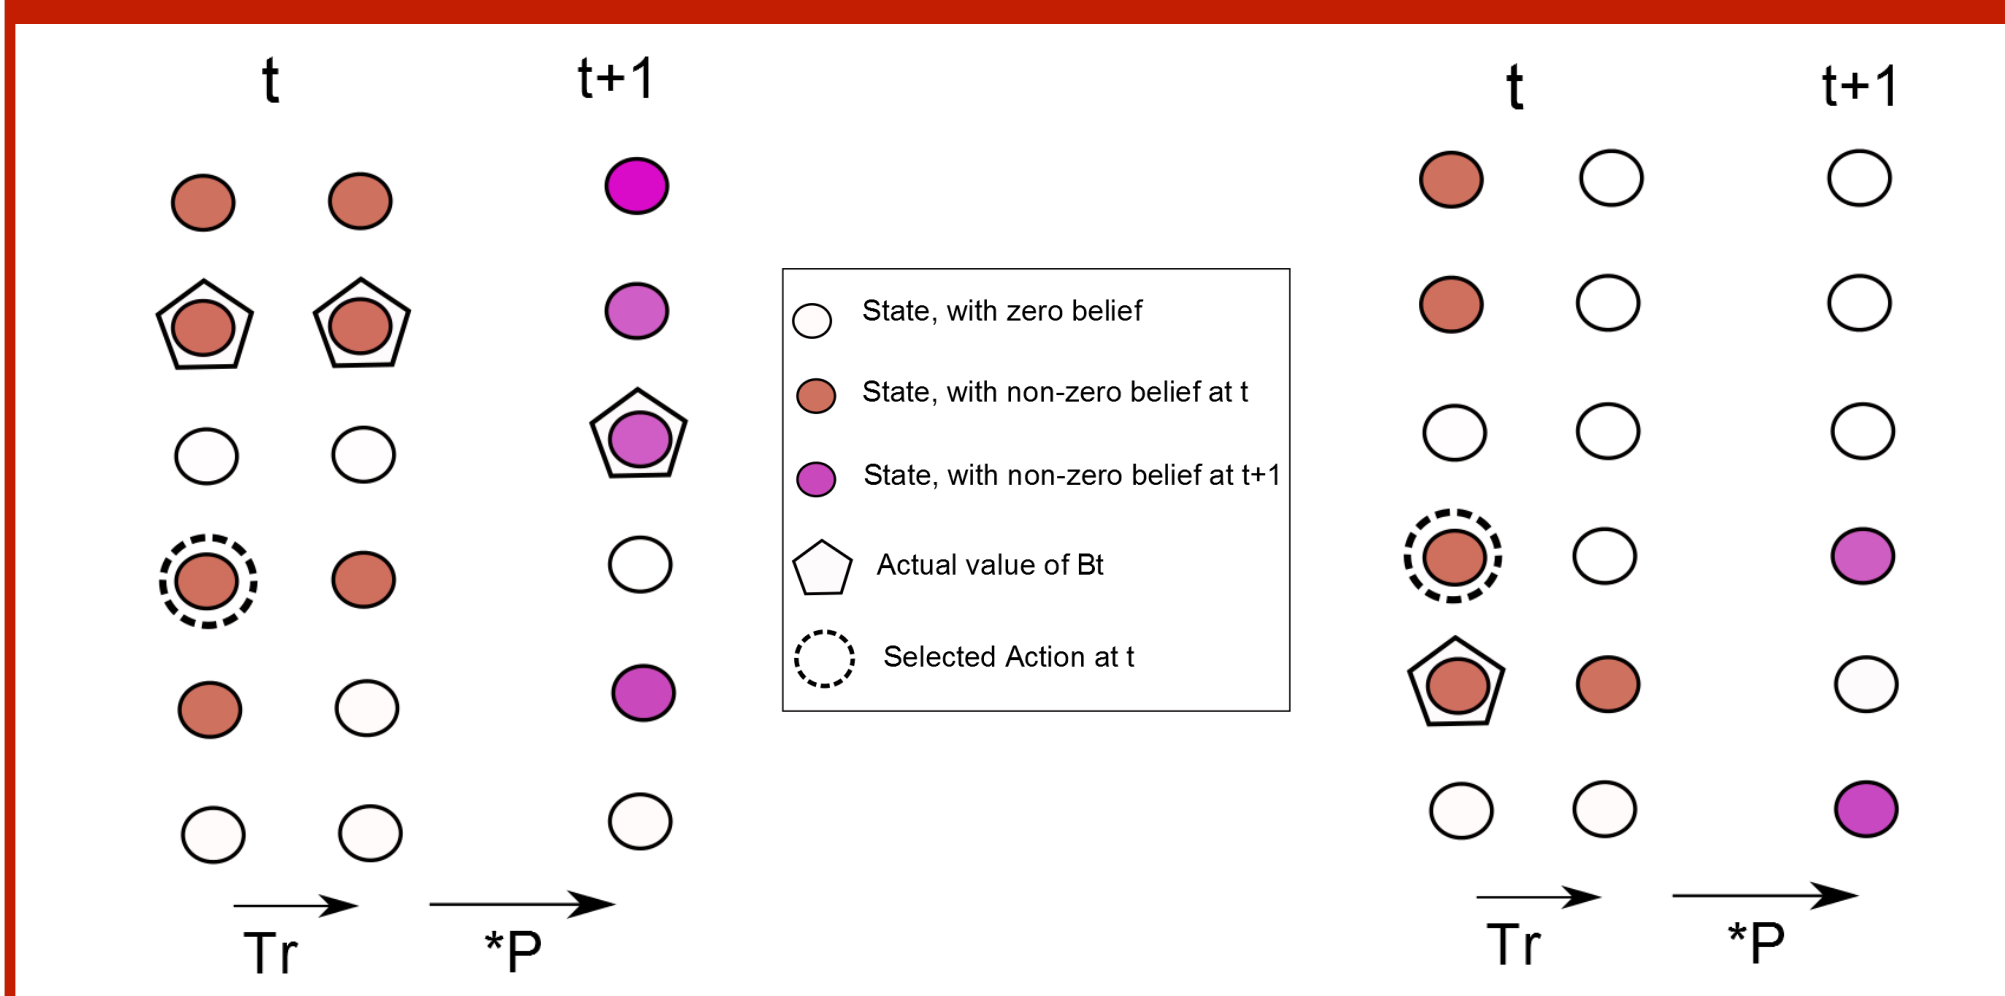 t
t+1
State, with zero belief
State, with non-zero belief at t
State, with non-zero belief at t+1
Actual value of Bt
Selected Action at t
Tr
*P
t
t+1
Tr
*P